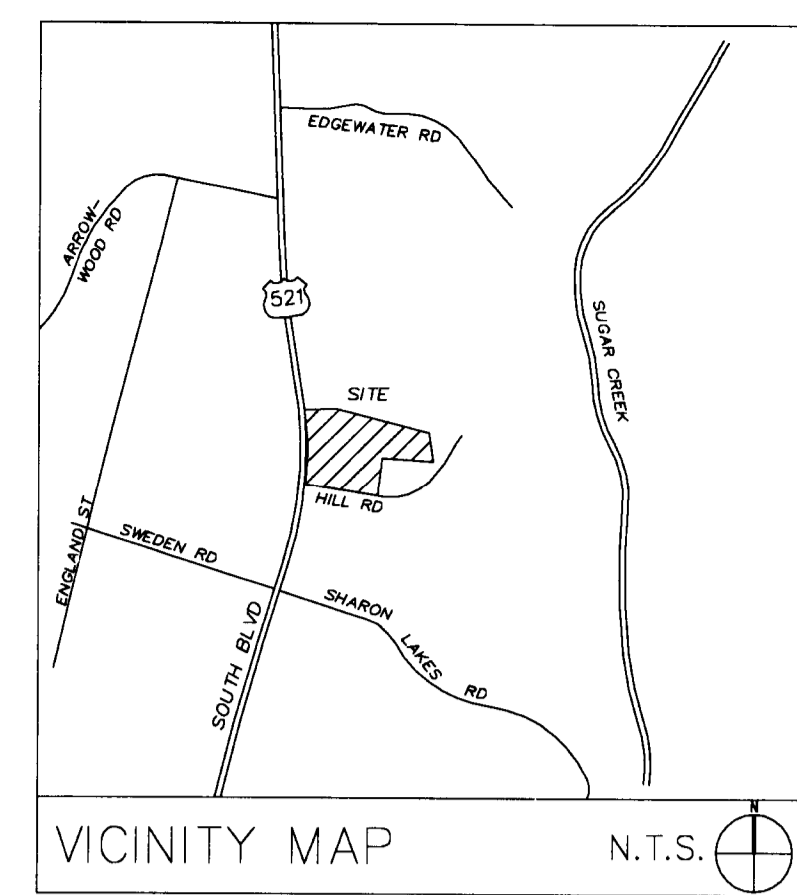 EDGEWATER RD
ARROW-
WOOD RD
521
SUGAR CREEK
SITE
HILL RD
ENGLAND ST
SWEDEN RD
SHARON
LAKES
RD
SOUTH BLVD
N
VICINITY MAP
N.T.S.